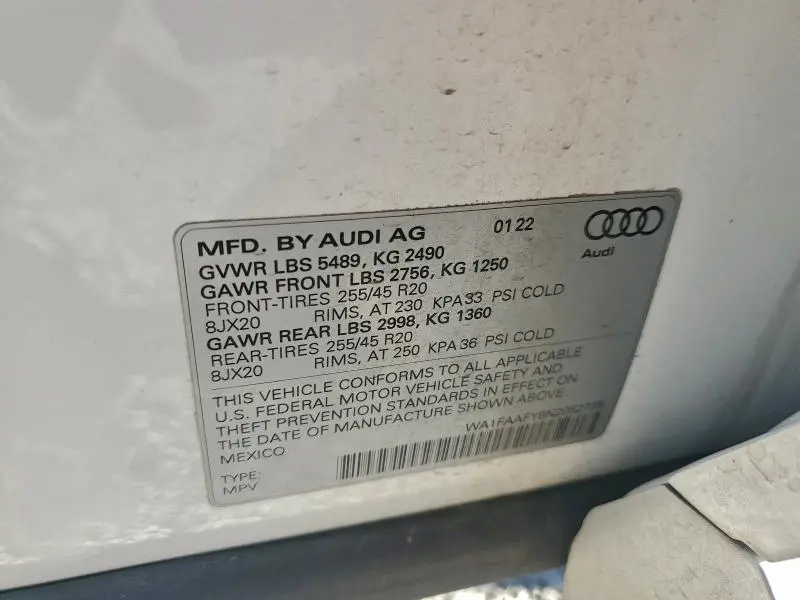 MFD. BY AUDI AG 01 22
Audi
GVWR LBS 5489, KG 2490
GAWR FRONT LBS 2756, KG 1250
FRONT-TIRES 255/45 R20
8JX20 RIMS, AT 230 KPA 33 PSI COLD
GAWR REAR LBS 2998, KG 1360
REAR-TIRES 255/45 R20
8JX20 RIMS, AT 250 KPA 36 PSI COLD
THIS VEHICLE CONFORMS TO ALL APPLICABLE
U.S. FEDERAL MOTOR VEHICLE SAFETY AND
THEFT PREVENTION STANDARDS IN EFFECT ON
THE DATE OF MANUFACTURE SHOWN ABOVE
MEXICO
TYPE:
MPV